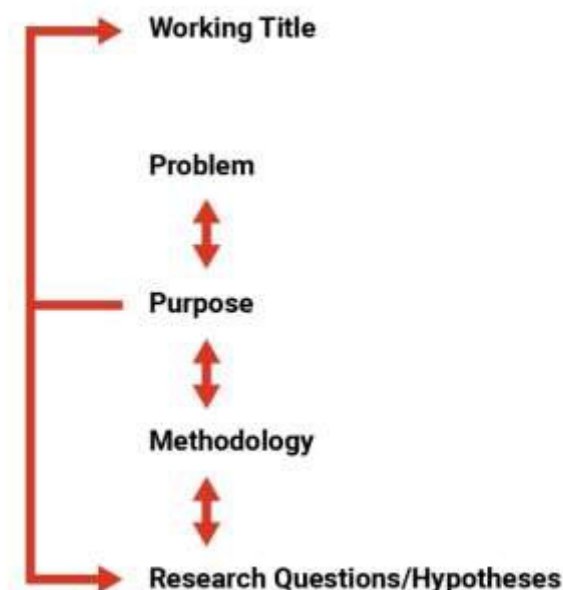 Working Title
Problem
Purpose
Methodology
Research Questions/Hypotheses